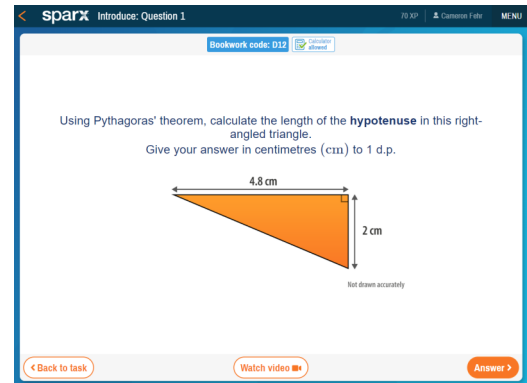 sparx Introduce: Question 1 70 XP Cameron Fehr MENU
Bookwork code: D12 Calculator allowed
Using Pythagoras' theorem, calculate the length of the hypotenuse in this right-
angled triangle.
Give your answer in centimetres (cm) to 1 d.p.
4.8 cm
2 cm
Not drawn accurately
< Back to task Watch video Answer >